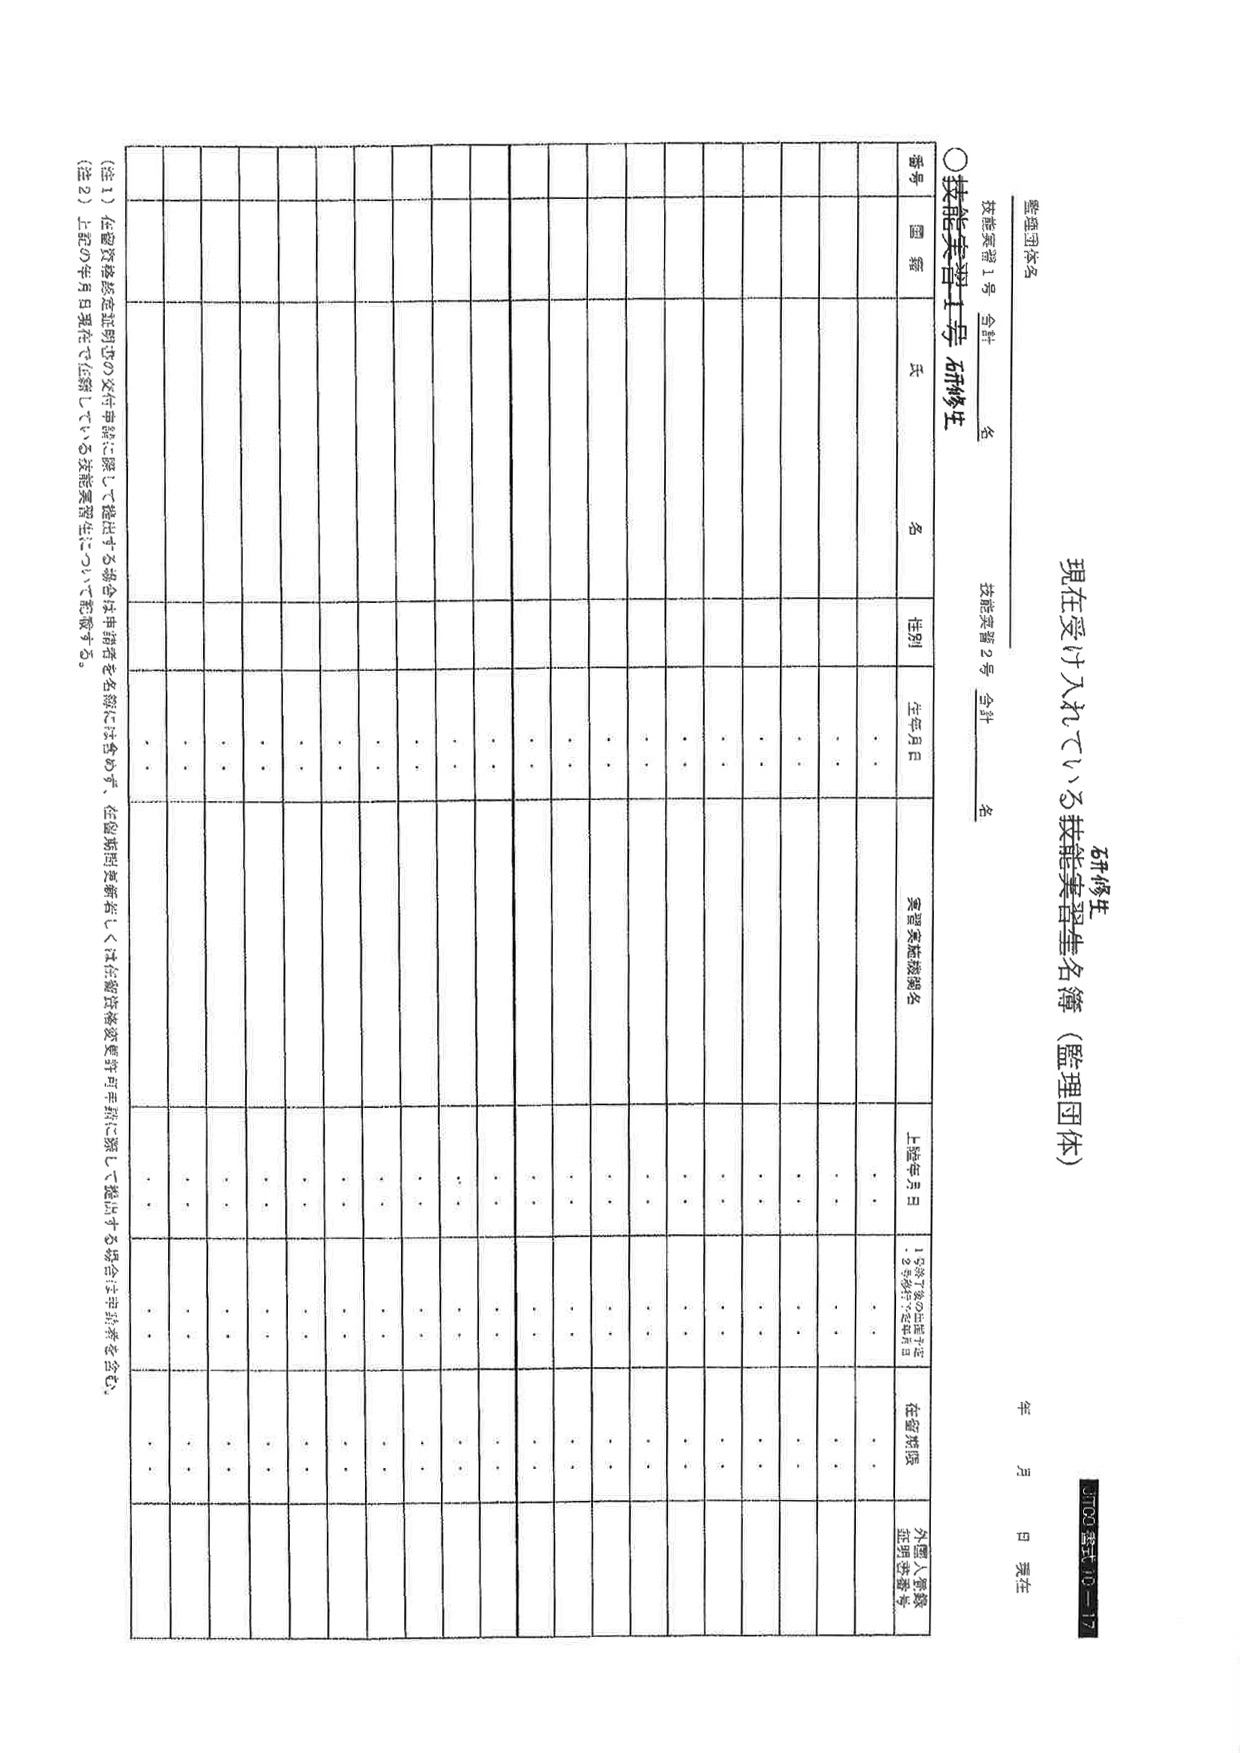 JITCO 書式 10－17
研修生
現在受け入れている技能実習生名簿（監理団体）
年　月　日　現在
監理団体名
技能実習１号　合計　　　名　　　技能実習２号　合計　　　名
○技能実習１号 研修生
番号　国籍　氏　　名　性別　生年月日　実習実施機関名　上陸年月日　１号終了後の出国予定・２号移行予定年月日　在留期限　外国人登録証明書番号
（注１）在留資格認定証明書の交付申請に際して提出する場合は申請者を名簿には含めず、在留期間更新若しくは在留資格変更許可申請に際して提出する場合は申請者を含む。
（注２）上記の年月日現在で在籍している技能実習生について記載する。